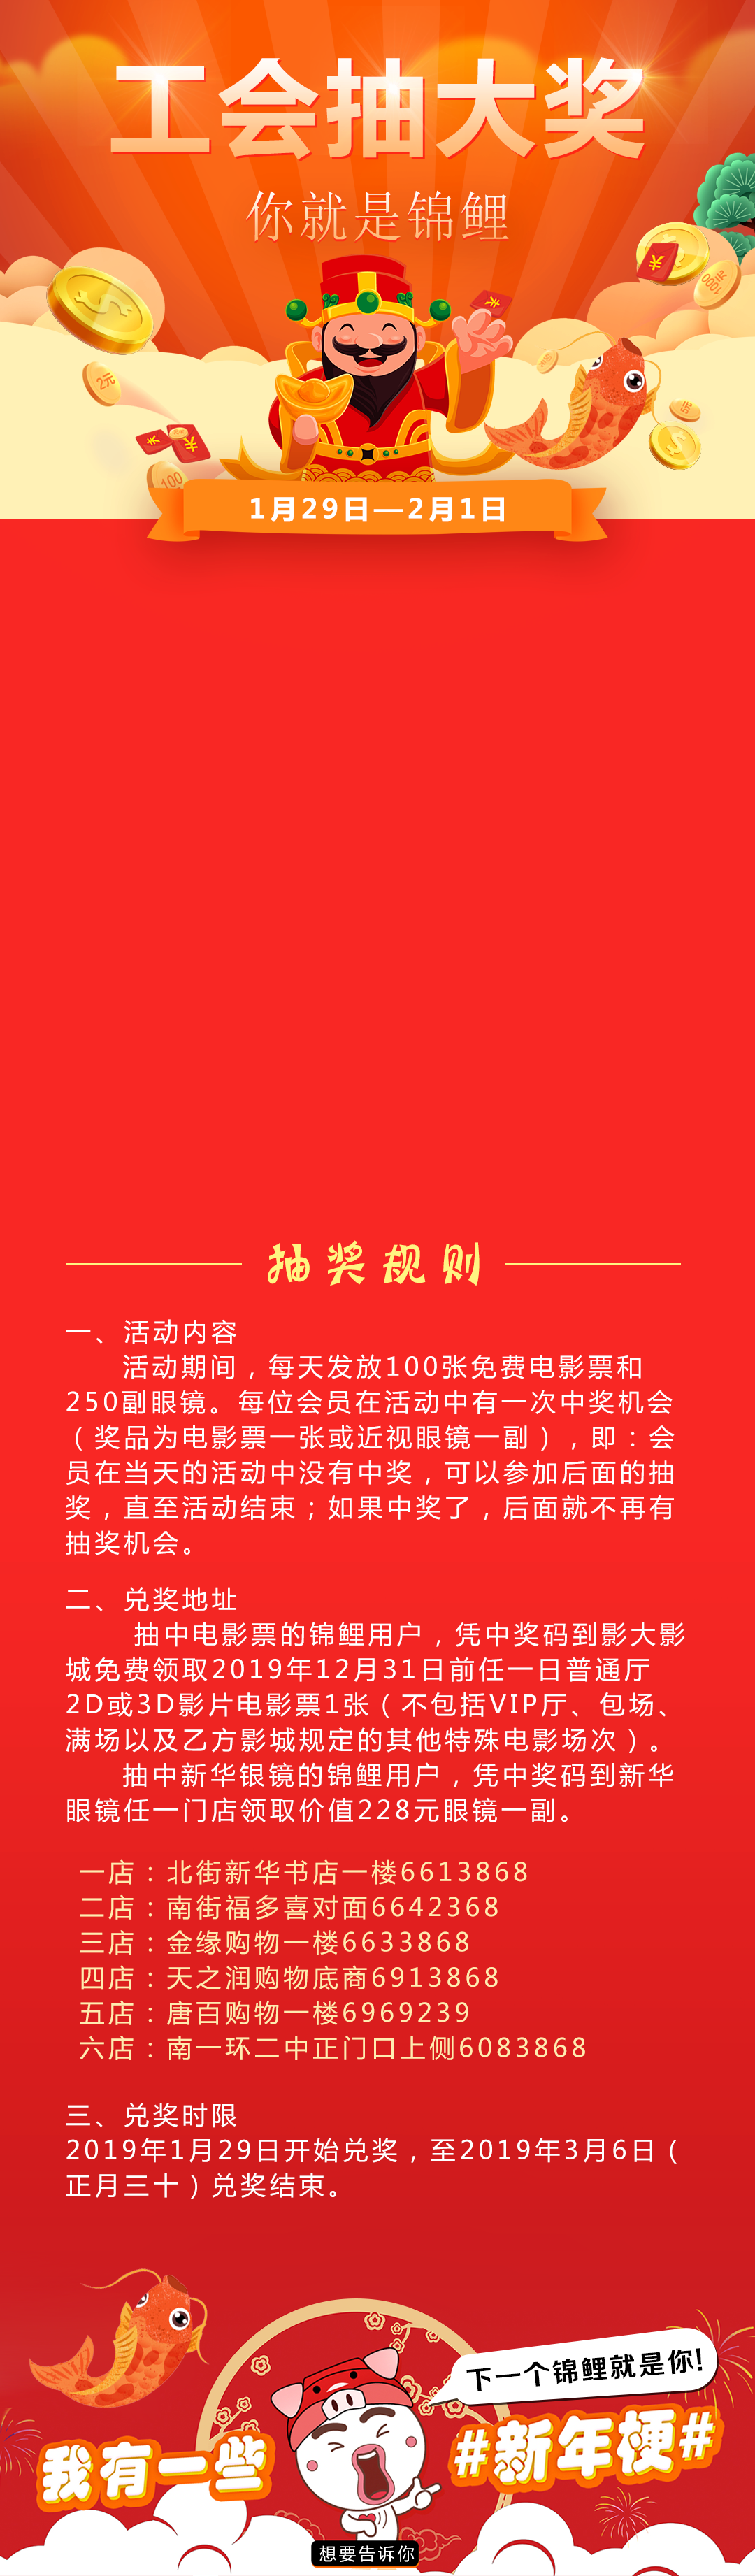 工会抽大奖
你就是锦鲤
1000
2元
100
1月29日—2月1日
抽奖规则
一、活动内容
活动期间，每天发放100张免费电影票和
250副眼镜。每位会员在活动中有一次中奖机会
（奖品为电影票一张或近视眼镜一副），即：会
员在当天的活动中没有中奖，可以参加后面的抽
奖，直至活动结束；如果中奖了，后面就不再有
抽奖机会。
二、兑奖地址
抽中电影票的锦鲤用户，凭中奖码到影大影
城免费领取2019年12月31日前任一日普通厅
2D或3D影片电影票1张（不包括VIP厅、包场、
满场以及乙方影城规定的其他特殊电影场次）。
抽中新华银镜的锦鲤用户，凭中奖码到新华
眼镜任一门店领取价值228元眼镜一副。
一店：北街新华书店一楼6613868
二店：南街福多喜对面6642368
三店：金缘购物一楼6633868
四店：天之润购物底商6913868
五店：唐百购物一楼6969239
六店：南一环二中正门口上侧6083868
三、兑奖时限
2019年1月29日开始兑奖，至2019年3月6日（
正月三十）兑奖结束。
下一个锦鲤就是你!
我有一些
#新年梗#
想要告诉你